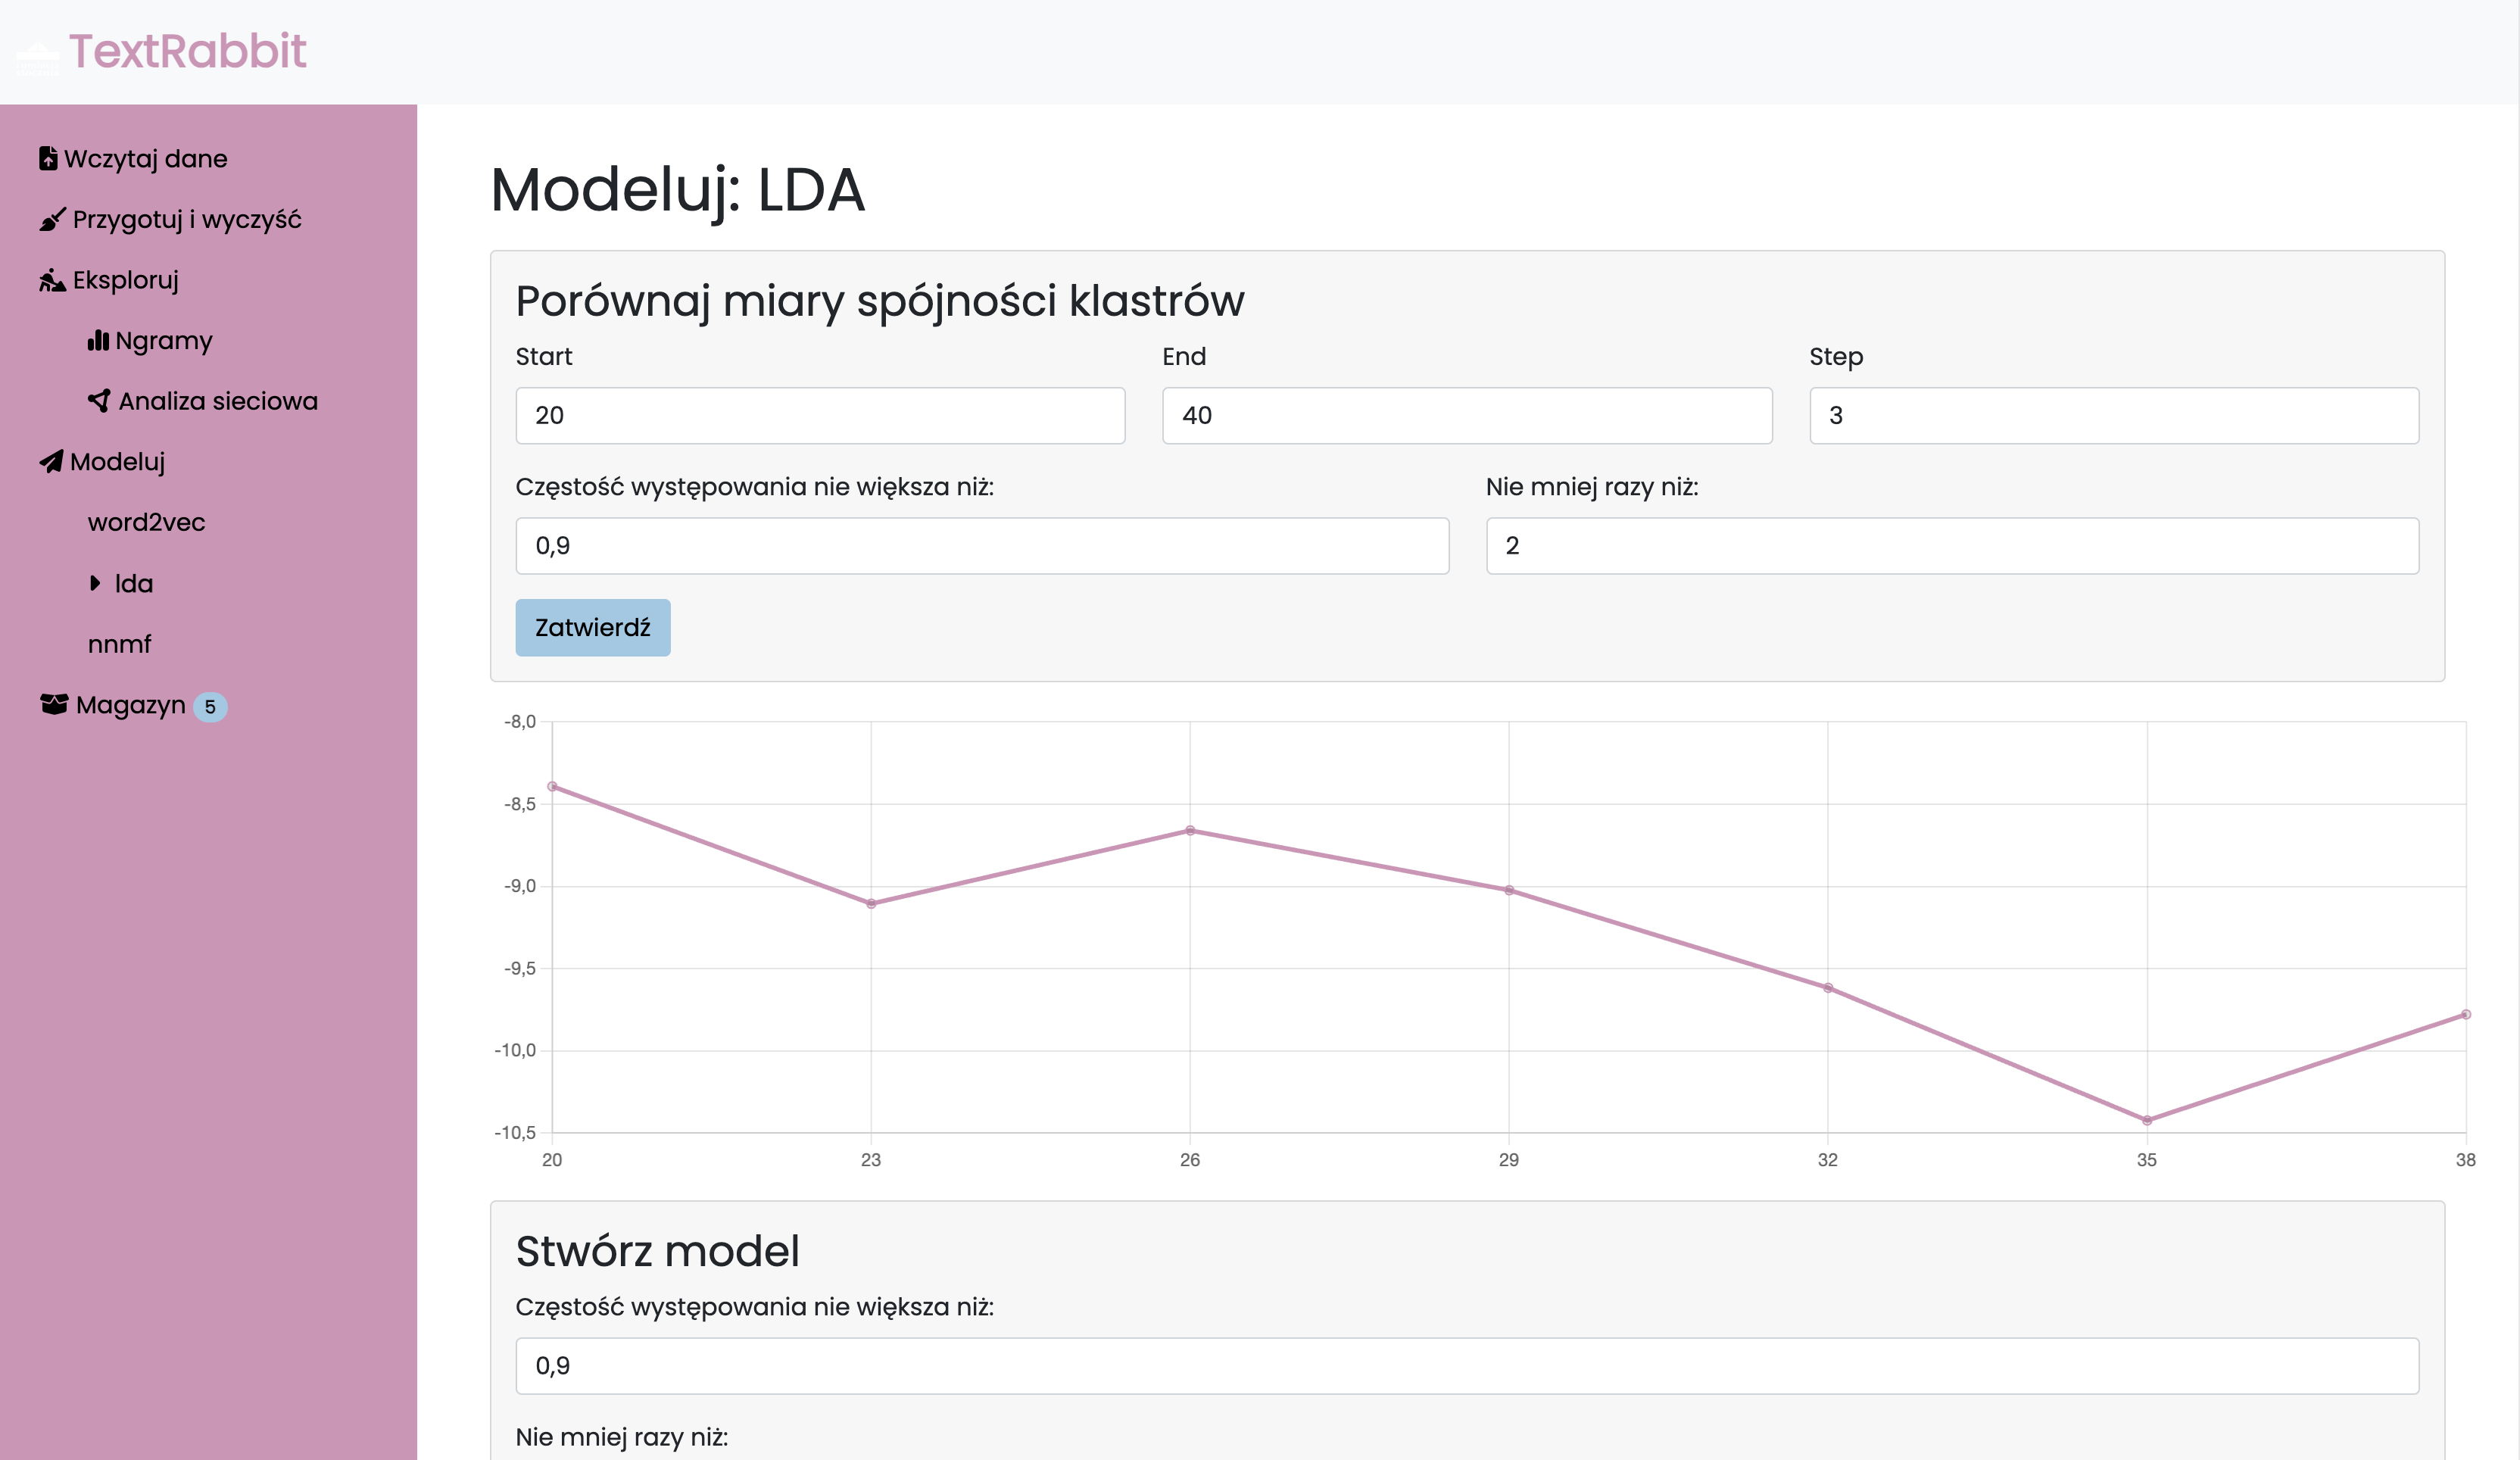 TextRabbit
Wczytaj dane
Przygotuj i wyczyść
Eksploruj
Ngramy
Analiza sieciowa
Modeluj
word2vec
lda
nnmf
Magazyn 5
Modeluj: LDA
Porównaj miary spójności klastrów
Start End Step
20 40 3
Częstość występowania nie większa niż: Nie mniej razy niż:
0,9 2
Zatwierdź
-8,0
-8,5
-9,0
-9,5
-10,0
-10,5
20 23 26 29 32 35 38
Stwórz model
Częstość występowania nie większa niż:
0,9
Nie mniej razy niż: